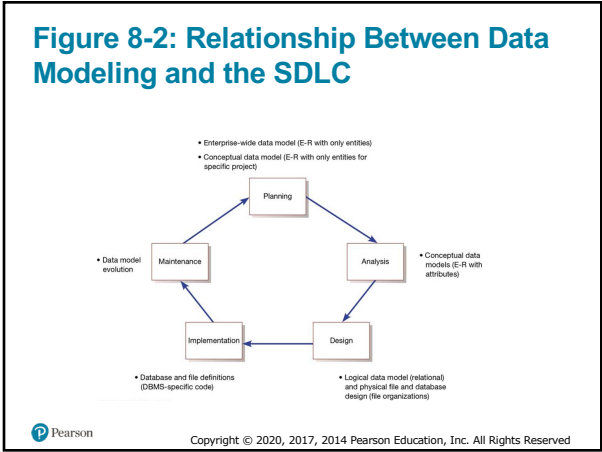 Figure 8-2: Relationship Between Data
Modeling and the SDLC
• Enterprise-wide data model (E-R with only entities)
• Conceptual data model (E-R with only entities for
specific project)
Planning
• Data model
evolution
Maintenance
Analysis
• Conceptual data
models (E-R with
attributes)
Implementation
Design
• Database and file definitions
(DBMS-specific code)
• Logical data model (relational)
and physical file and database
design (file organizations)
P Pearson
Copyright © 2020, 2017, 2014 Pearson Education, Inc. All Rights Reserved